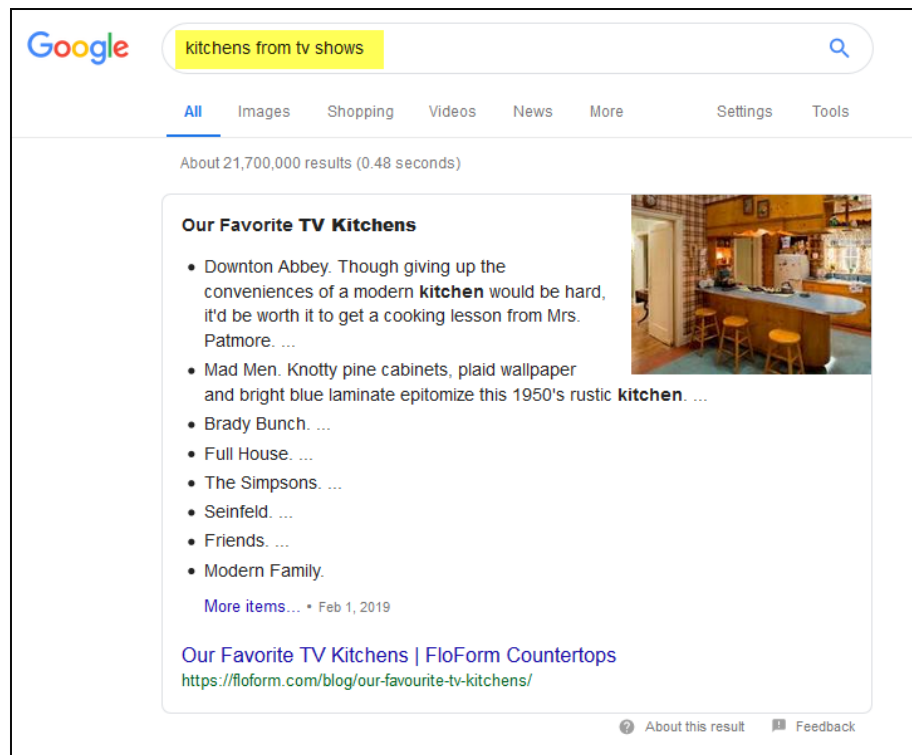 Google
kitchens from tv shows
All Images Shopping Videos News More Settings Tools
About 21,700,000 results (0.48 seconds)
Our Favorite TV Kitchens
• Downton Abbey. Though giving up the
conveniences of a modern kitchen would be hard,
it'd be worth it to get a cooking lesson from Mrs.
Patmore. ...
• Mad Men. Knotty pine cabinets, plaid wallpaper
and bright blue laminate epitomize this 1950's rustic kitchen. ...
• Brady Bunch. ...
• Full House. ...
• The Simpsons. ...
• Seinfeld. ...
• Friends. ...
• Modern Family.
More items... • Feb 1, 2019
Our Favorite TV Kitchens | FloForm Countertops
https://floform.com/blog/our-favourite-tv-kitchens/
About this result Feedback